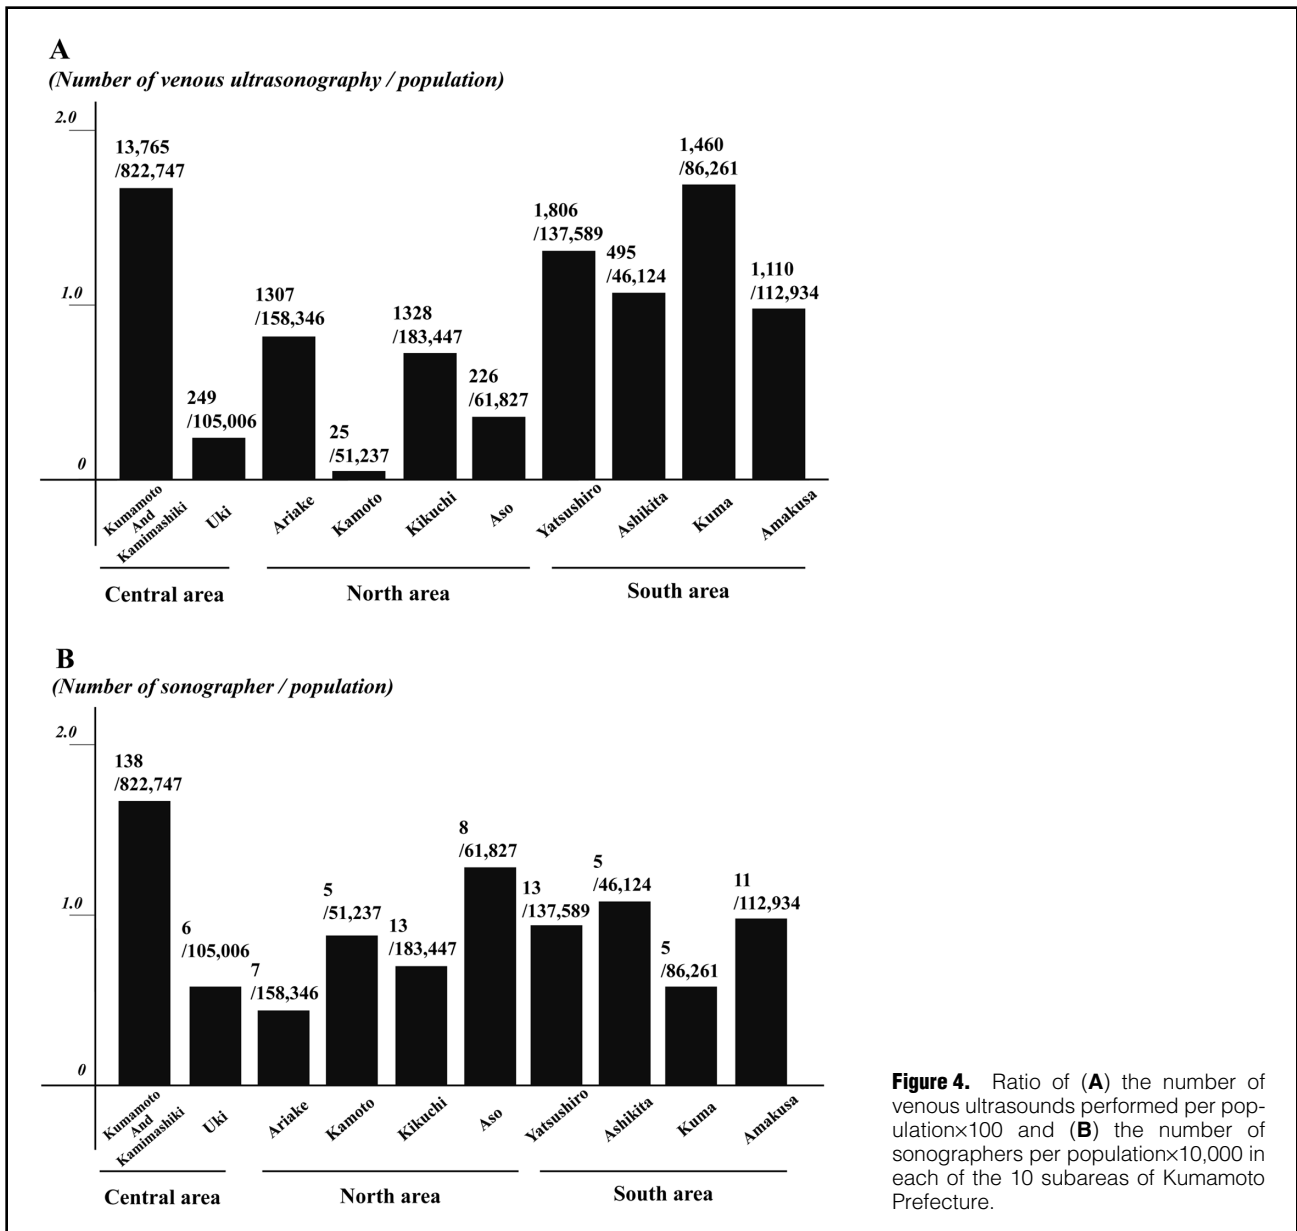 A
(Number of venous ultrasonography / population)
2.0
1.0
0
13,765
/822,747
249
/105,006
1307
/158,346
25
/51,237
1328
/183,447
226
/61,827
1,806
/137,589
495
/46,124
1,460
/86,261
1,110
/112,934
Kumamoto
And
Kamimashiki
Uki
Ariake
Kamoto
Kikuchi
Aso
Yatsushiro
Ashikita
Kuma
Amakusa
Central area
North area
South area
B
(Number of sonographer / population)
2.0
1.0
0
138
/822,747
6
/105,006
7
/158,346
5
/51,237
13
/183,447
8
/61,827
13
/137,589
5
/46,124
5
/86,261
11
/112,934
Kumamoto
And
Kamimashiki
Uki
Ariake
Kamoto
Kikuchi
Aso
Yatsushiro
Ashikita
Kuma
Amakusa
Central area
North area
South area
Figure 4. Ratio of (A) the number of
venous ultrasounds performed per pop-
ulation×100 and (B) the number of
sonographers per population×10,000 in
each of the 10 subareas of Kumamoto
Prefecture.